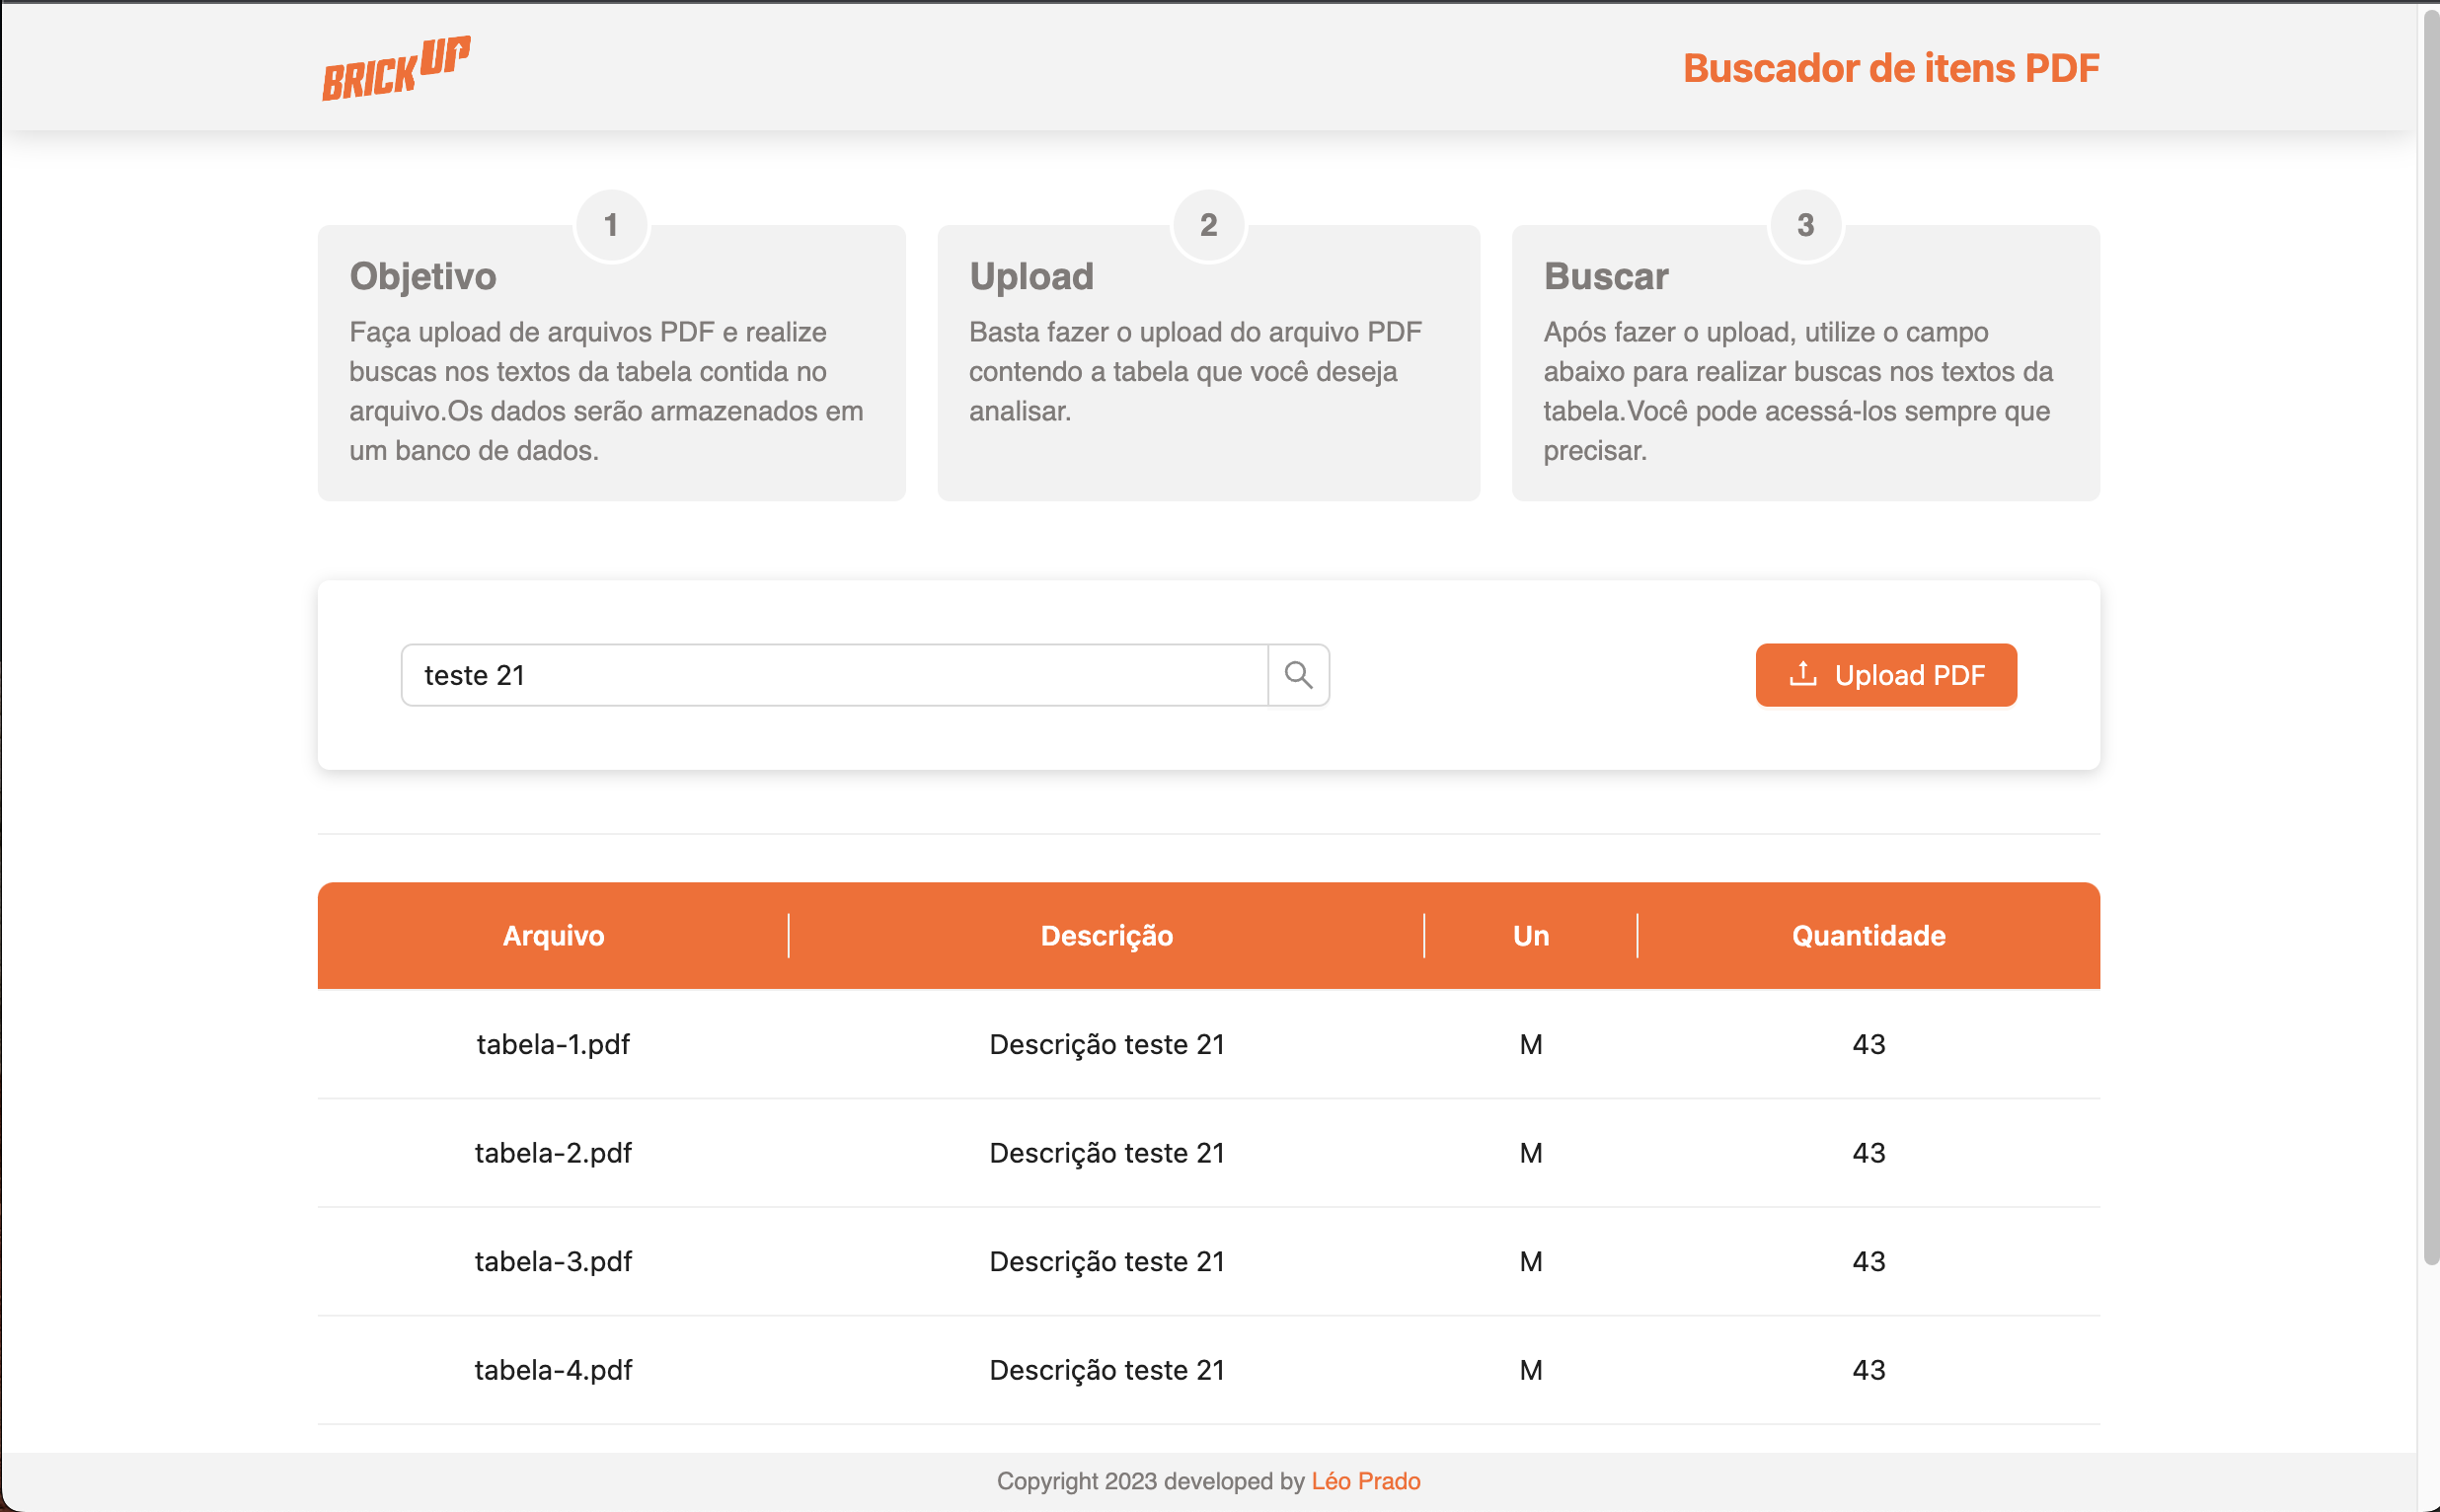 BRICKUP
Buscador de itens PDF
1
Objetivo
Faça upload de arquivos PDF e realize
buscas nos textos da tabela contida no
arquivo.Os dados serão armazenados em
um banco de dados.
2
Upload
Basta fazer o upload do arquivo PDF
contendo a tabela que você deseja
analisar.
3
Buscar
Após fazer o upload, utilize o campo
abaixo para realizar buscas nos textos da
tabela.Você pode acessá-los sempre que
precisar.
teste 21
Upload PDF
Arquivo Descrição Un Quantidade
tabela-1.pdf Descrição teste 21 M 43
tabela-2.pdf Descrição teste 21 M 43
tabela-3.pdf Descrição teste 21 M 43
tabela-4.pdf Descrição teste 21 M 43
Copyright 2023 developed by Léo Prado